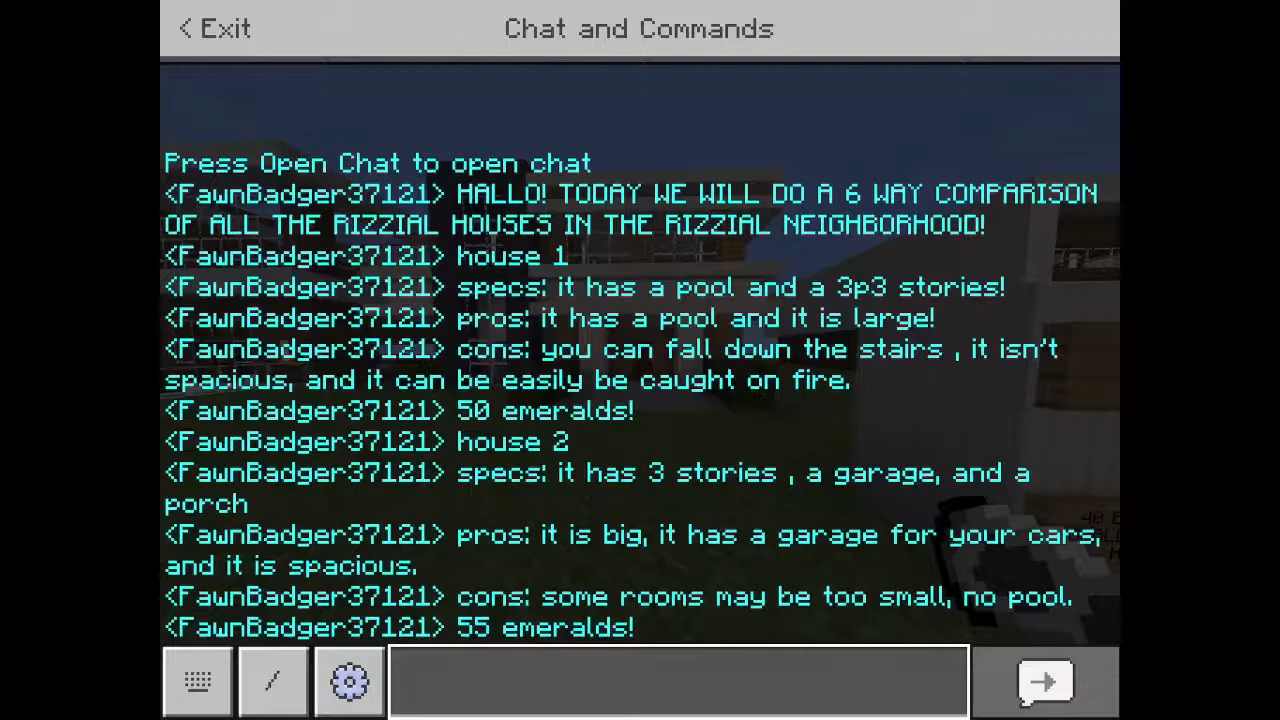 < Exit
Chat and Commands
Press Open Chat to open chat
<FawnBadger37121> HALLO! TODAY WE WILL DO A 6 WAY COMPARISON
OF ALL THE RIZZIAL HOUSES IN THE RIZZIAL NEIGHBORHOOD!
<FawnBadger37121> house 1
<FawnBadger37121> specs: it has a pool and a 3p3 stories!
<FawnBadger37121> pros: it has a pool and it is large!
<FawnBadger37121> cons: you can fall down the stairs , it isn't
spacious, and it can be easily be caught on fire.
<FawnBadger37121> 50 emeralds!
<FawnBadger37121> house 2
<FawnBadger37121> specs: it has 3 stories , a garage, and a
porch
<FawnBadger37121> pros: it is big, it has a garage for your cars,
and it is spacious.
<FawnBadger37121> cons: some rooms may be too small, no pool.
<FawnBadger37121> 55 emeralds!
/
40